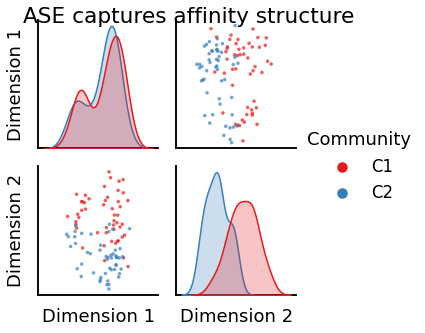 ASE captures affinity structure
Dimension 1
Community
C1
C2
Dimension 2
Dimension 1
Dimension 2